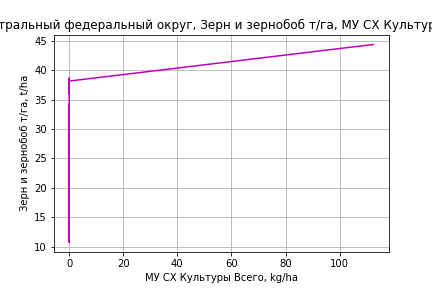 тральный федеральный округ, Зерн и зернобоб т/га, МУ СХ Культур
45
40
35
30
25
20
15
10
Зерн и зернобоб т/га, t/ha
0 20 40 60 80 100
МУ СХ Культуры Всего, kg/ha